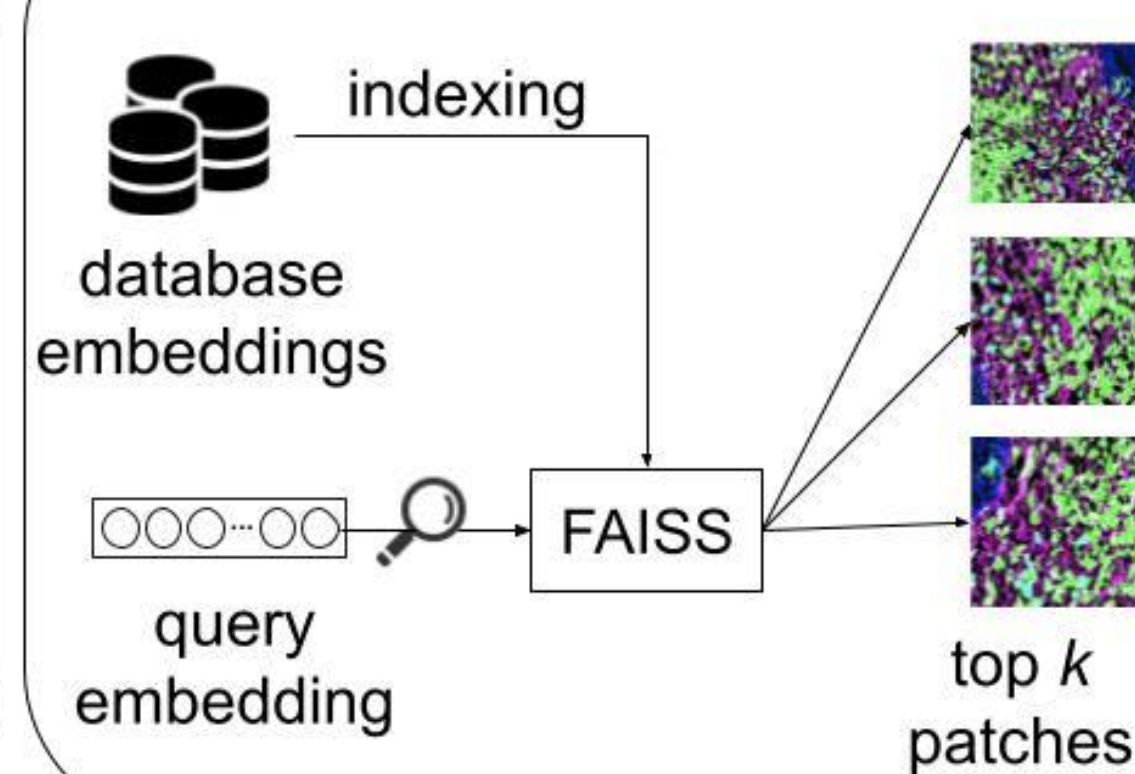 indexing
database
embeddings
...
FAISS
query
embedding
top k
patches